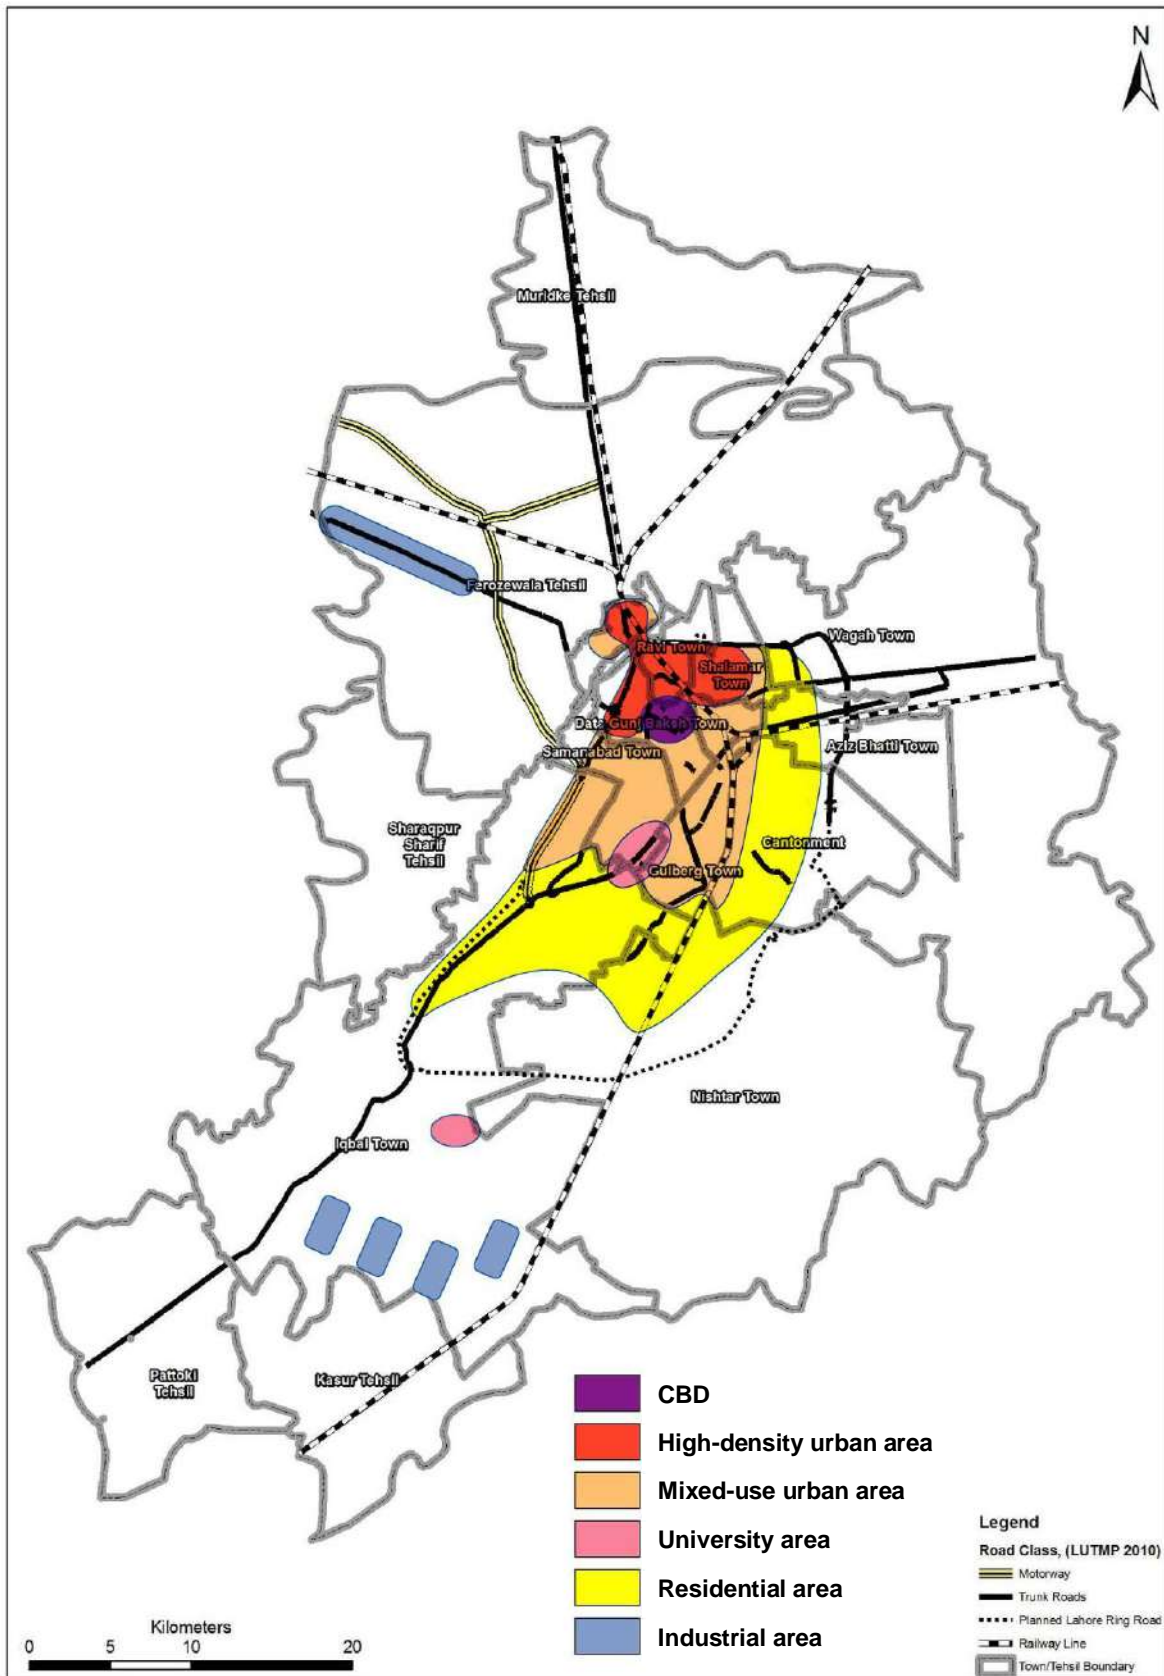 N
Muridke Tehsil
Ferozewala Tehsil
Wagah Town
Ravi Town
Shalamar
Town
Data Gunj Baksh Town
Samanabad Town
Aziz Bhatti Town
Sharaqpur
Sharif
Tehsil
Cantonment
Gulberg Town
Nishtar Town
Iqbal Town
Pattoki
Tehsil
Kasur Tehsil
CBD
High-density urban area
Mixed-use urban area
University area
Residential area
Industrial area
Legend
Road Class, (LUTMP 2010)
Motorway
Trunk Roads
Planned Lahore Ring Road
Railway Line
Town/Tehsil Boundary
Kilometers
0 5 10 20